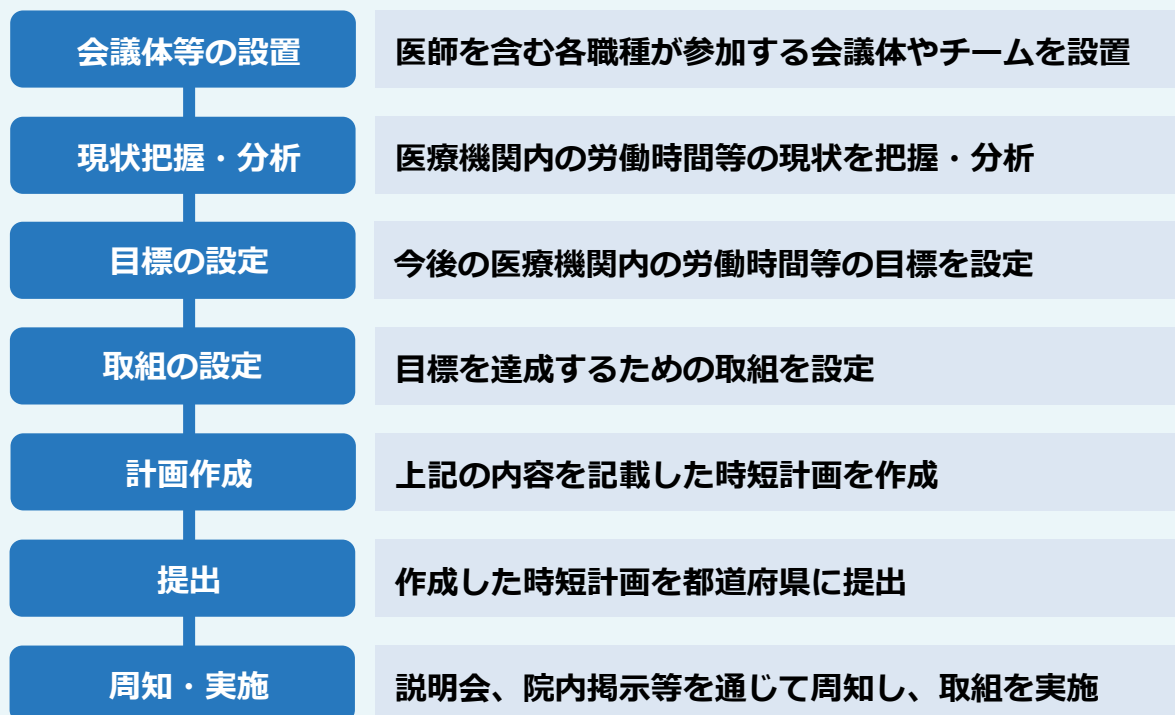 会議体等の設置
医師を含む各職種が参加する会議体やチームを設置
現状把握・分析
医療機関内の労働時間等の現状を把握・分析
目標の設定
今後の医療機関内の労働時間等の目標を設定
取組の設定
目標を達成するための取組を設定
計画作成
上記の内容を記載した時短計画を作成
提出
作成した時短計画を都道府県に提出
周知・実施
説明会、院内掲示等を通じて周知し、取組を実施